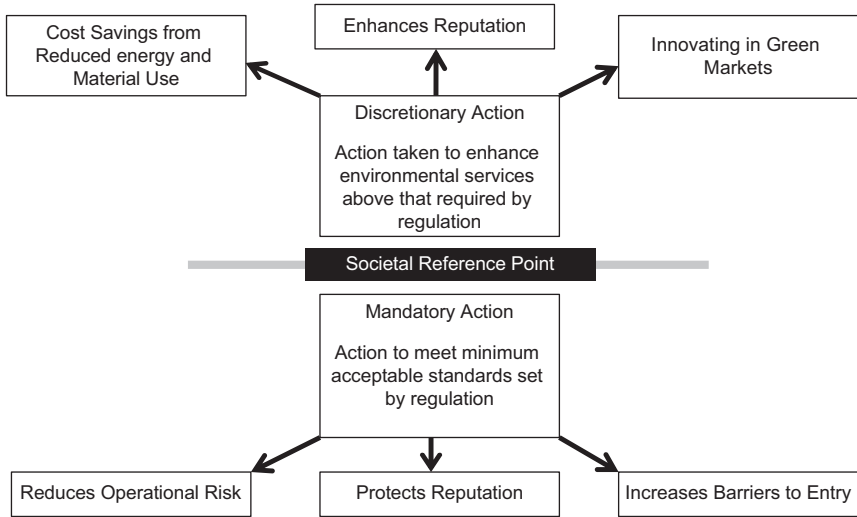 Cost Savings from
Reduced energy and
Material Use
Enhances Reputation
Innovating in Green
Markets
Discretionary Action
Action taken to enhance
environmental services
above that required by
regulation
Societal Reference Point
Mandatory Action
Action to meet minimum
acceptable standards set
by regulation
Reduces Operational Risk
Protects Reputation
Increases Barriers to Entry